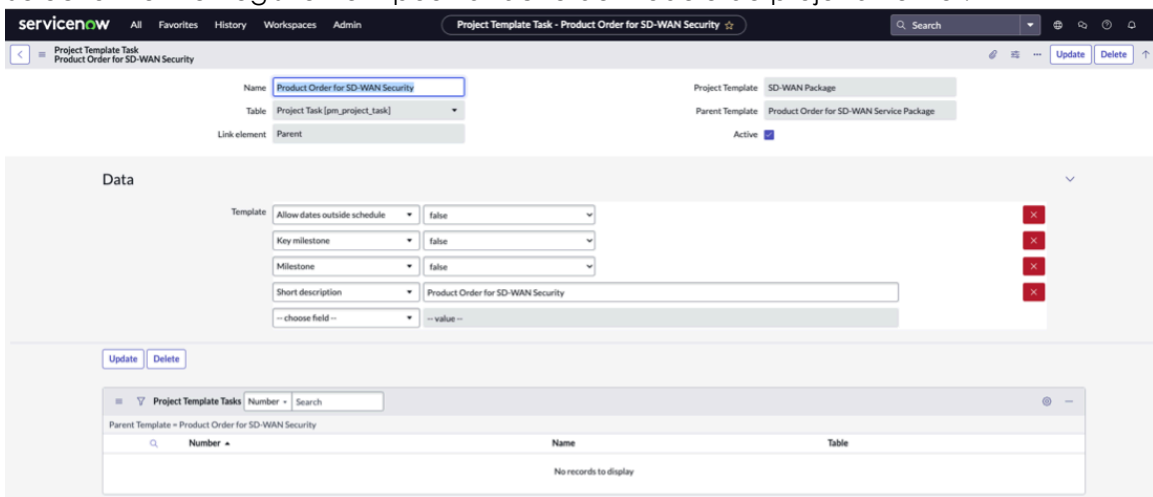 servicenow All Favorites History Workspaces Admin Project Template Task - Product Order for SD-WAN Security Search
Project Template Task
Product Order for SD-WAN Security Update Delete
Name Product Order for SD-WAN Security Project Template SD-WAN Package
Table Project Task [pm_project_task] Parent Template Product Order for SD-WAN Service Package
Link element Parent Active
Data
Template Allow dates outside schedule false
Key milestone false
Milestone false
Short description Product Order for SD-WAN Security
-- choose field -- -- value --
Update Delete
Project Template Tasks Number Search
Parent Template = Product Order for SD-WAN Security
Number Name Table
No records to display